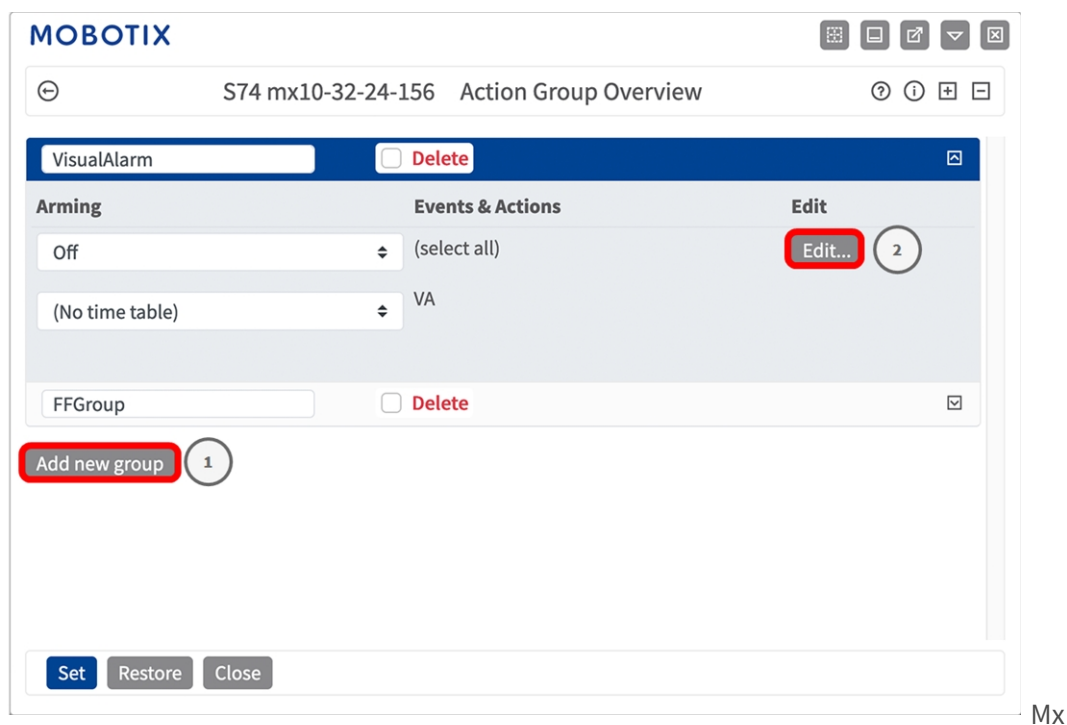 MOBOTIX
S74 mx10-32-24-156 Action Group Overview
VisualAlarm Delete
Arming Events & Actions Edit
Off (select all) Edit... 2
(No time table) VA
FFGroup Delete
Add new group 1
Set Restore Close
Mx